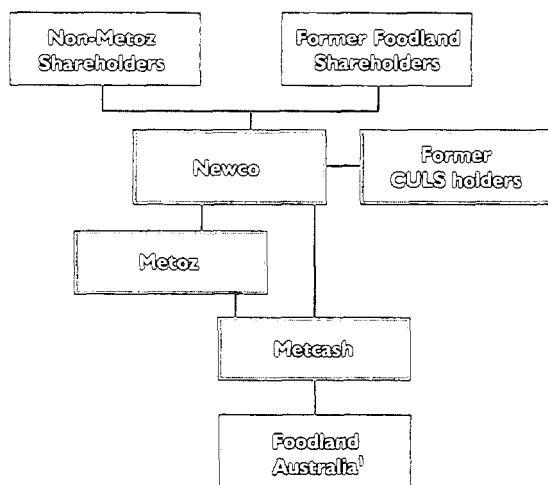 Non-Metoz
Shareholders
Former Foodland
Shareholders
Newco
Former
CULS holders
Metoz
Metcash
Foodland
Australia¹